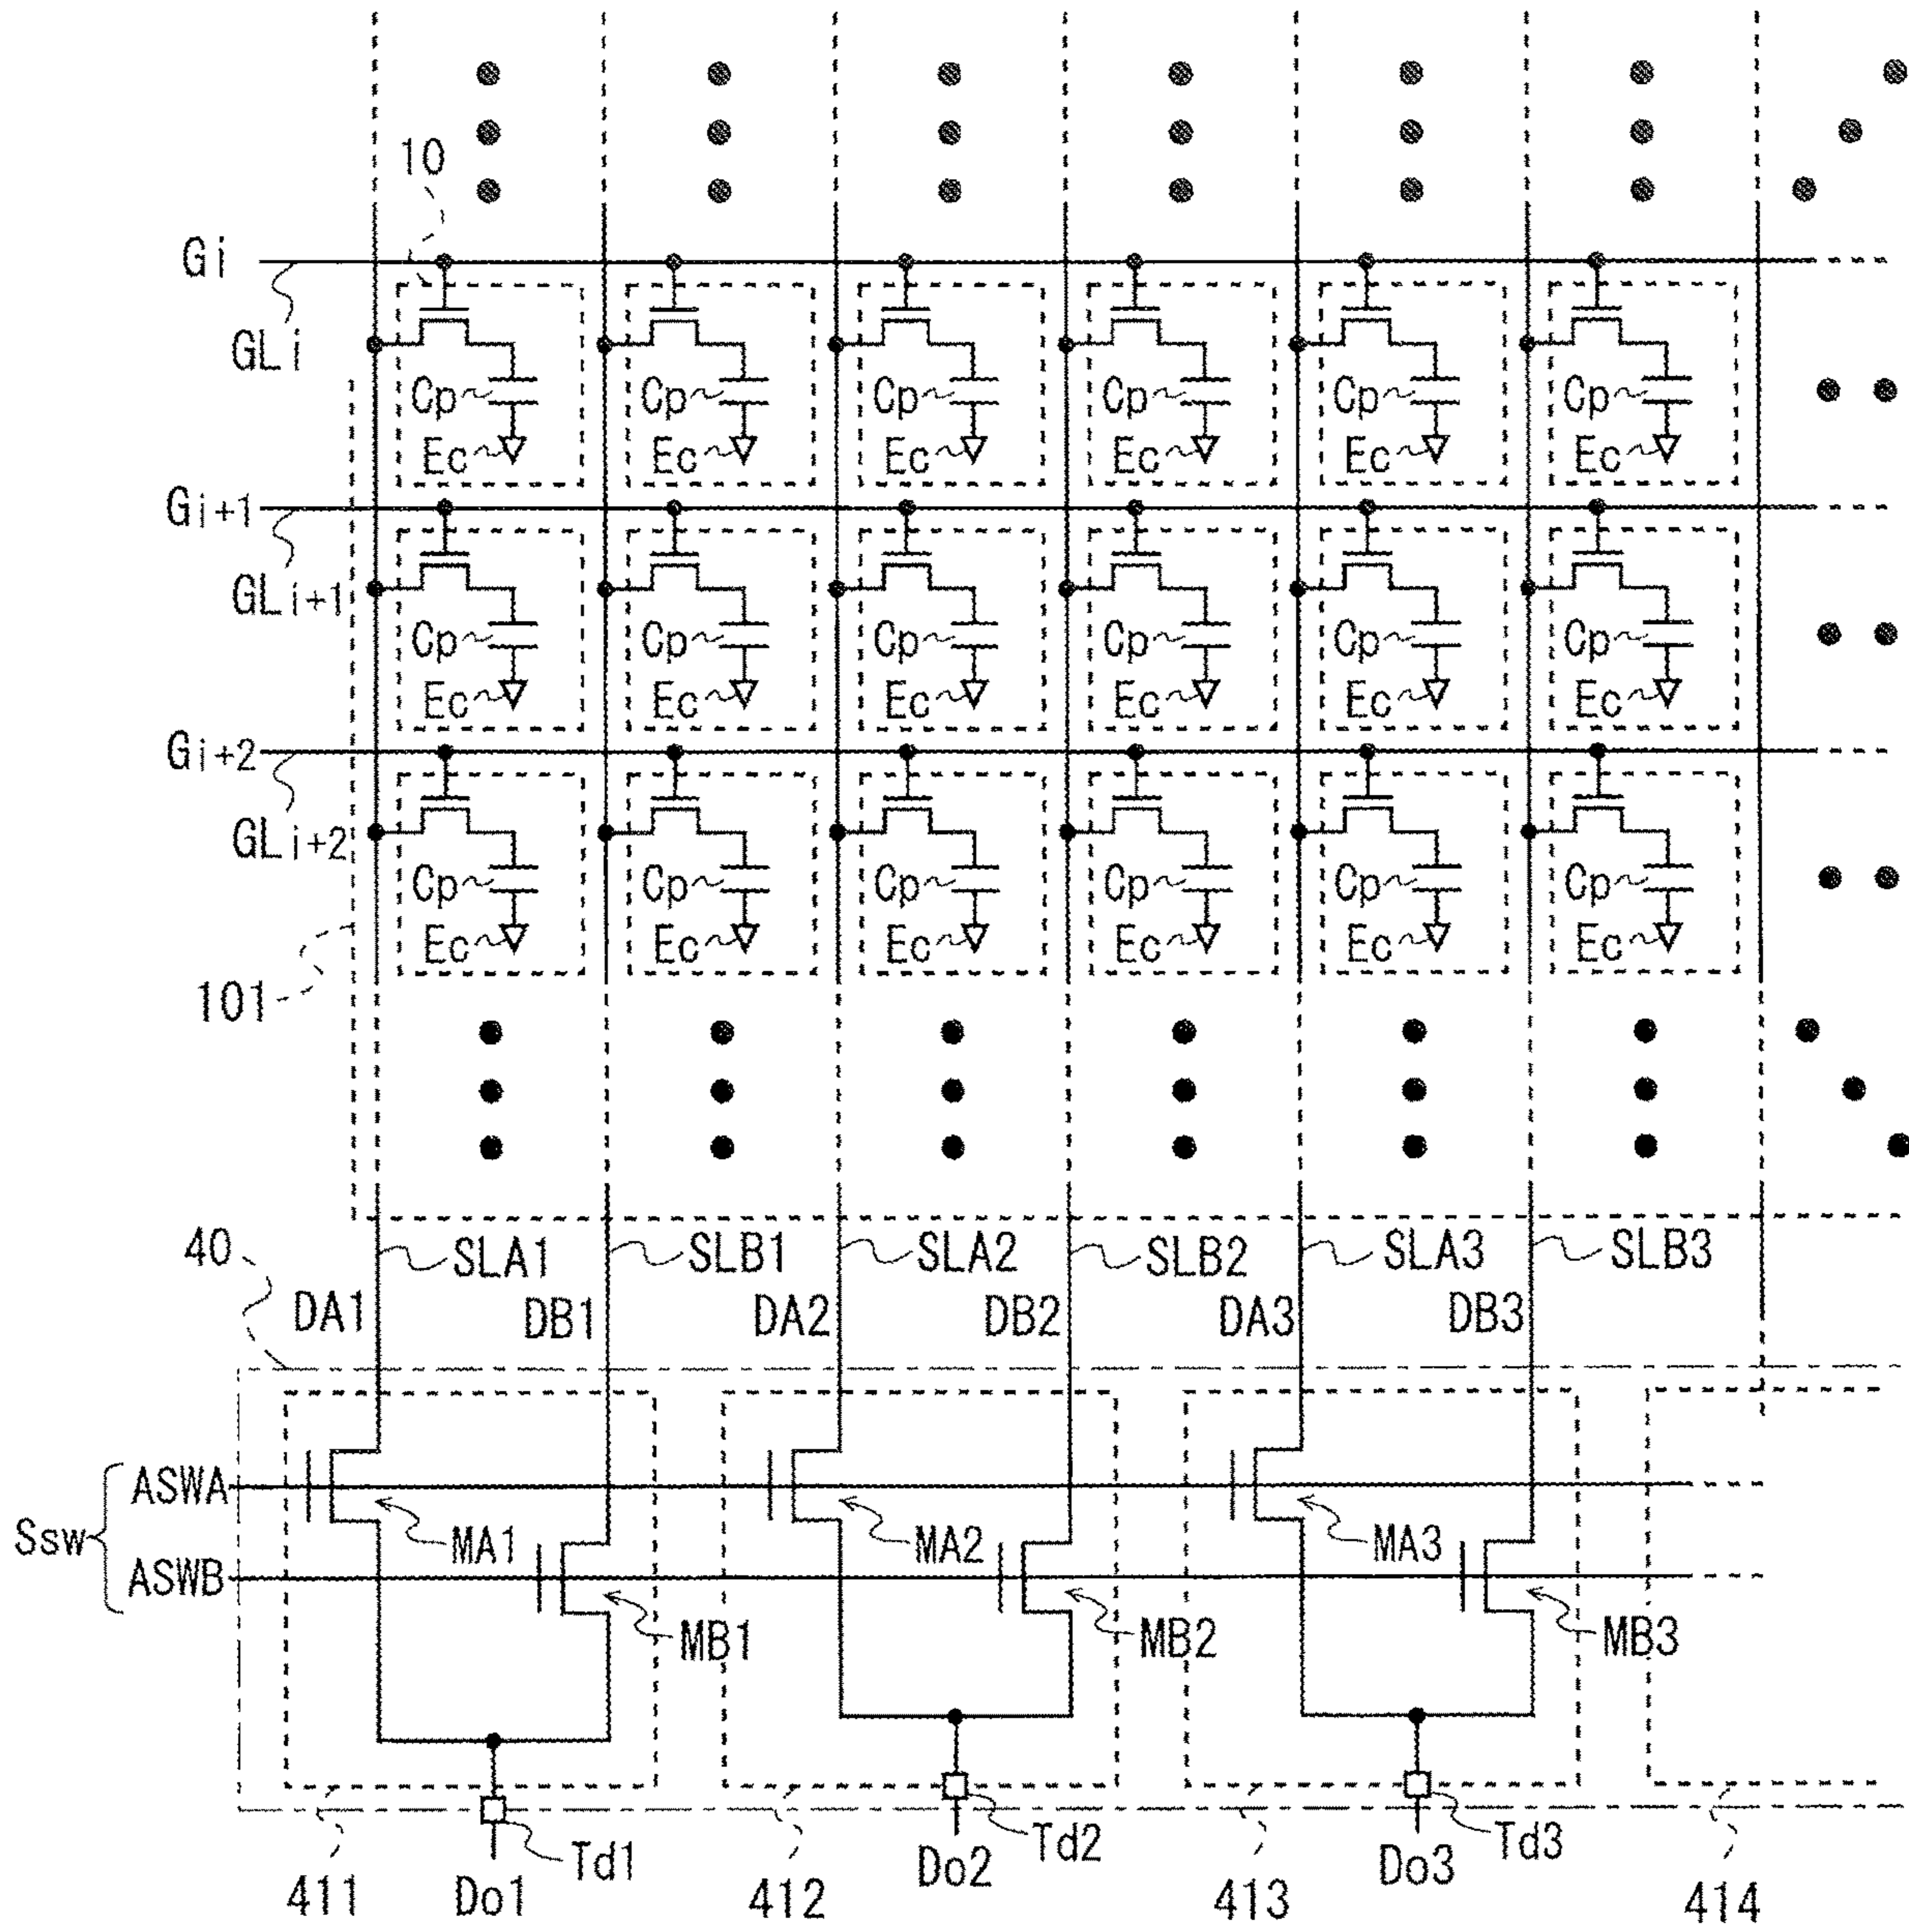 10
Gi
GLi
Cp Cp Cp Cp Cp Cp
Ec Ec Ec Ec Ec Ec
Gi+1
GLi+1
Cp Cp Cp Cp Cp Cp
Ec Ec Ec Ec Ec Ec
Gi+2
GLi+2
Cp Cp Cp Cp Cp Cp
Ec Ec Ec Ec Ec Ec
101
40
SLA1 SLB1 SLA2 SLB2 SLA3 SLB3
DA1 DB1 DA2 DB2 DA3 DB3
ASWA
Ssw
MA1 MA2 MA3
ASWB
MB1 MB2 MB3
Td1 Td2 Td3
411 Do1 412 Do2 413 Do3 414